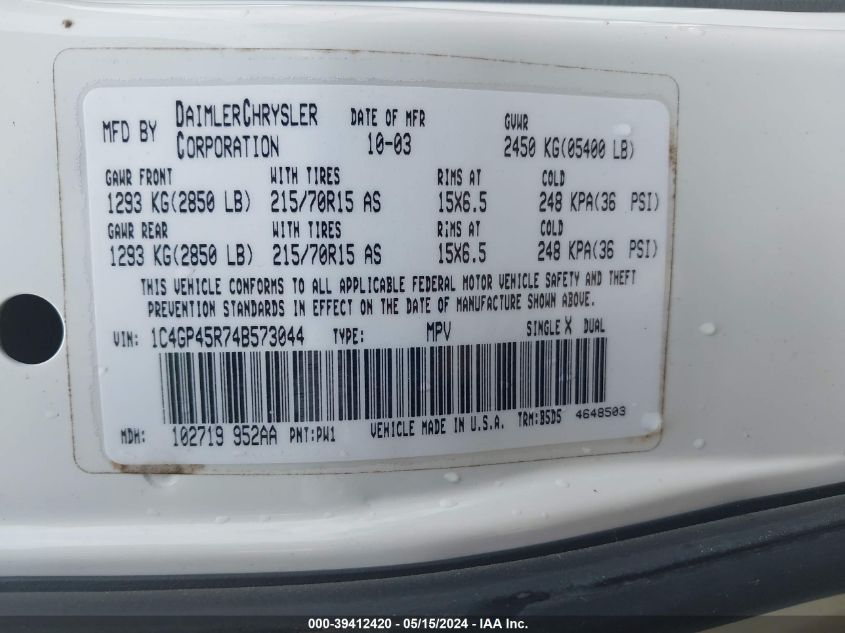 MFD BY DAIMLERCHRYSLER CORPORATION DATE OF MFR 10-03 GVWR 2450 KG(05400 LB)
GAWR FRONT WITH TIRES RIMS AT COLD
1293 KG(2850 LB) 215/70R15 AS 15X6.5 248 KPA(36 PSI)
GAWR REAR WITH TIRES RIMS AT COLD
1293 KG(2850 LB) 215/70R15 AS 15X6.5 248 KPA(36 PSI)
THIS VEHICLE CONFORMS TO ALL APPLICABLE FEDERAL MOTOR VEHICLE SAFETY AND THEFT
PREVENTION STANDARDS IN EFFECT ON THE DATE OF MANUFACTURE SHOWN ABOVE.
VIN: 1C4GP45R74B573044 TYPE: MPV SINGLE X DUAL
MDH: 102719 952AA PNT:PW1 VEHICLE MADE IN U.S.A. TRM:B5D5 4648503
000-39412420 - 05/15/2024 - IAA Inc.